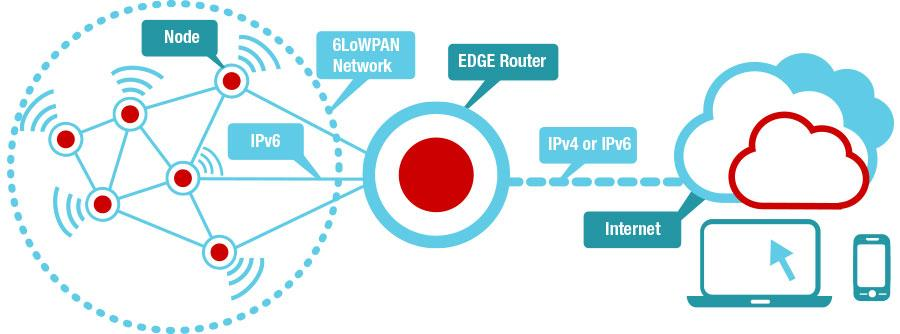 Node
6LoWPAN
Network
EDGE Router
IPv6
IPv4 or IPv6
Internet